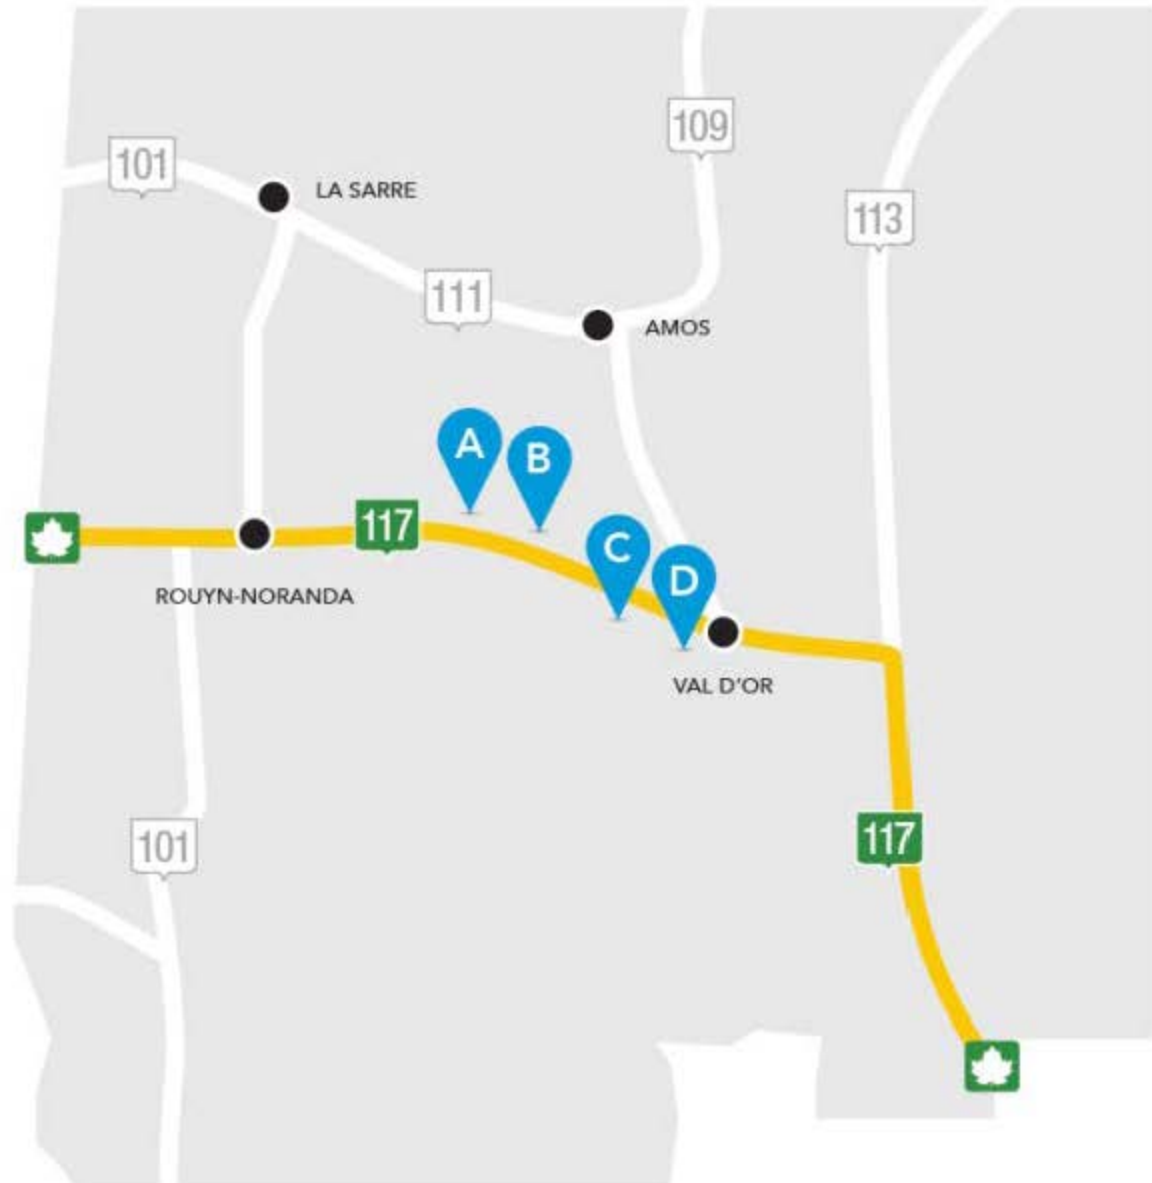 109
101
LA SARRE
113
111
AMOS
A
B
117
C
D
ROUYN-NORANDA
VAL D'OR
117
101